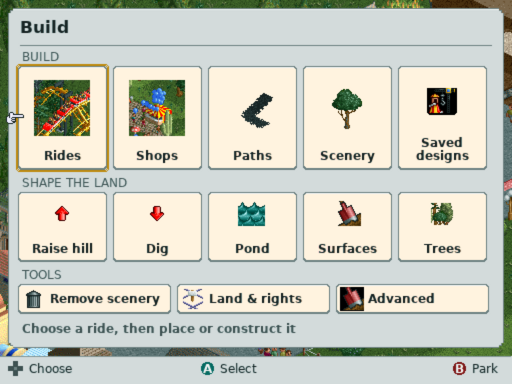 Build
BUILD
Rides
Shops
Paths
Scenery
Saved
designs
SHAPE THE LAND
Raise hill
Dig
Pond
Surfaces
Trees
TOOLS
Remove scenery
Land & rights
Advanced
Choose a ride, then place or construct it
Choose
A Select
B Park